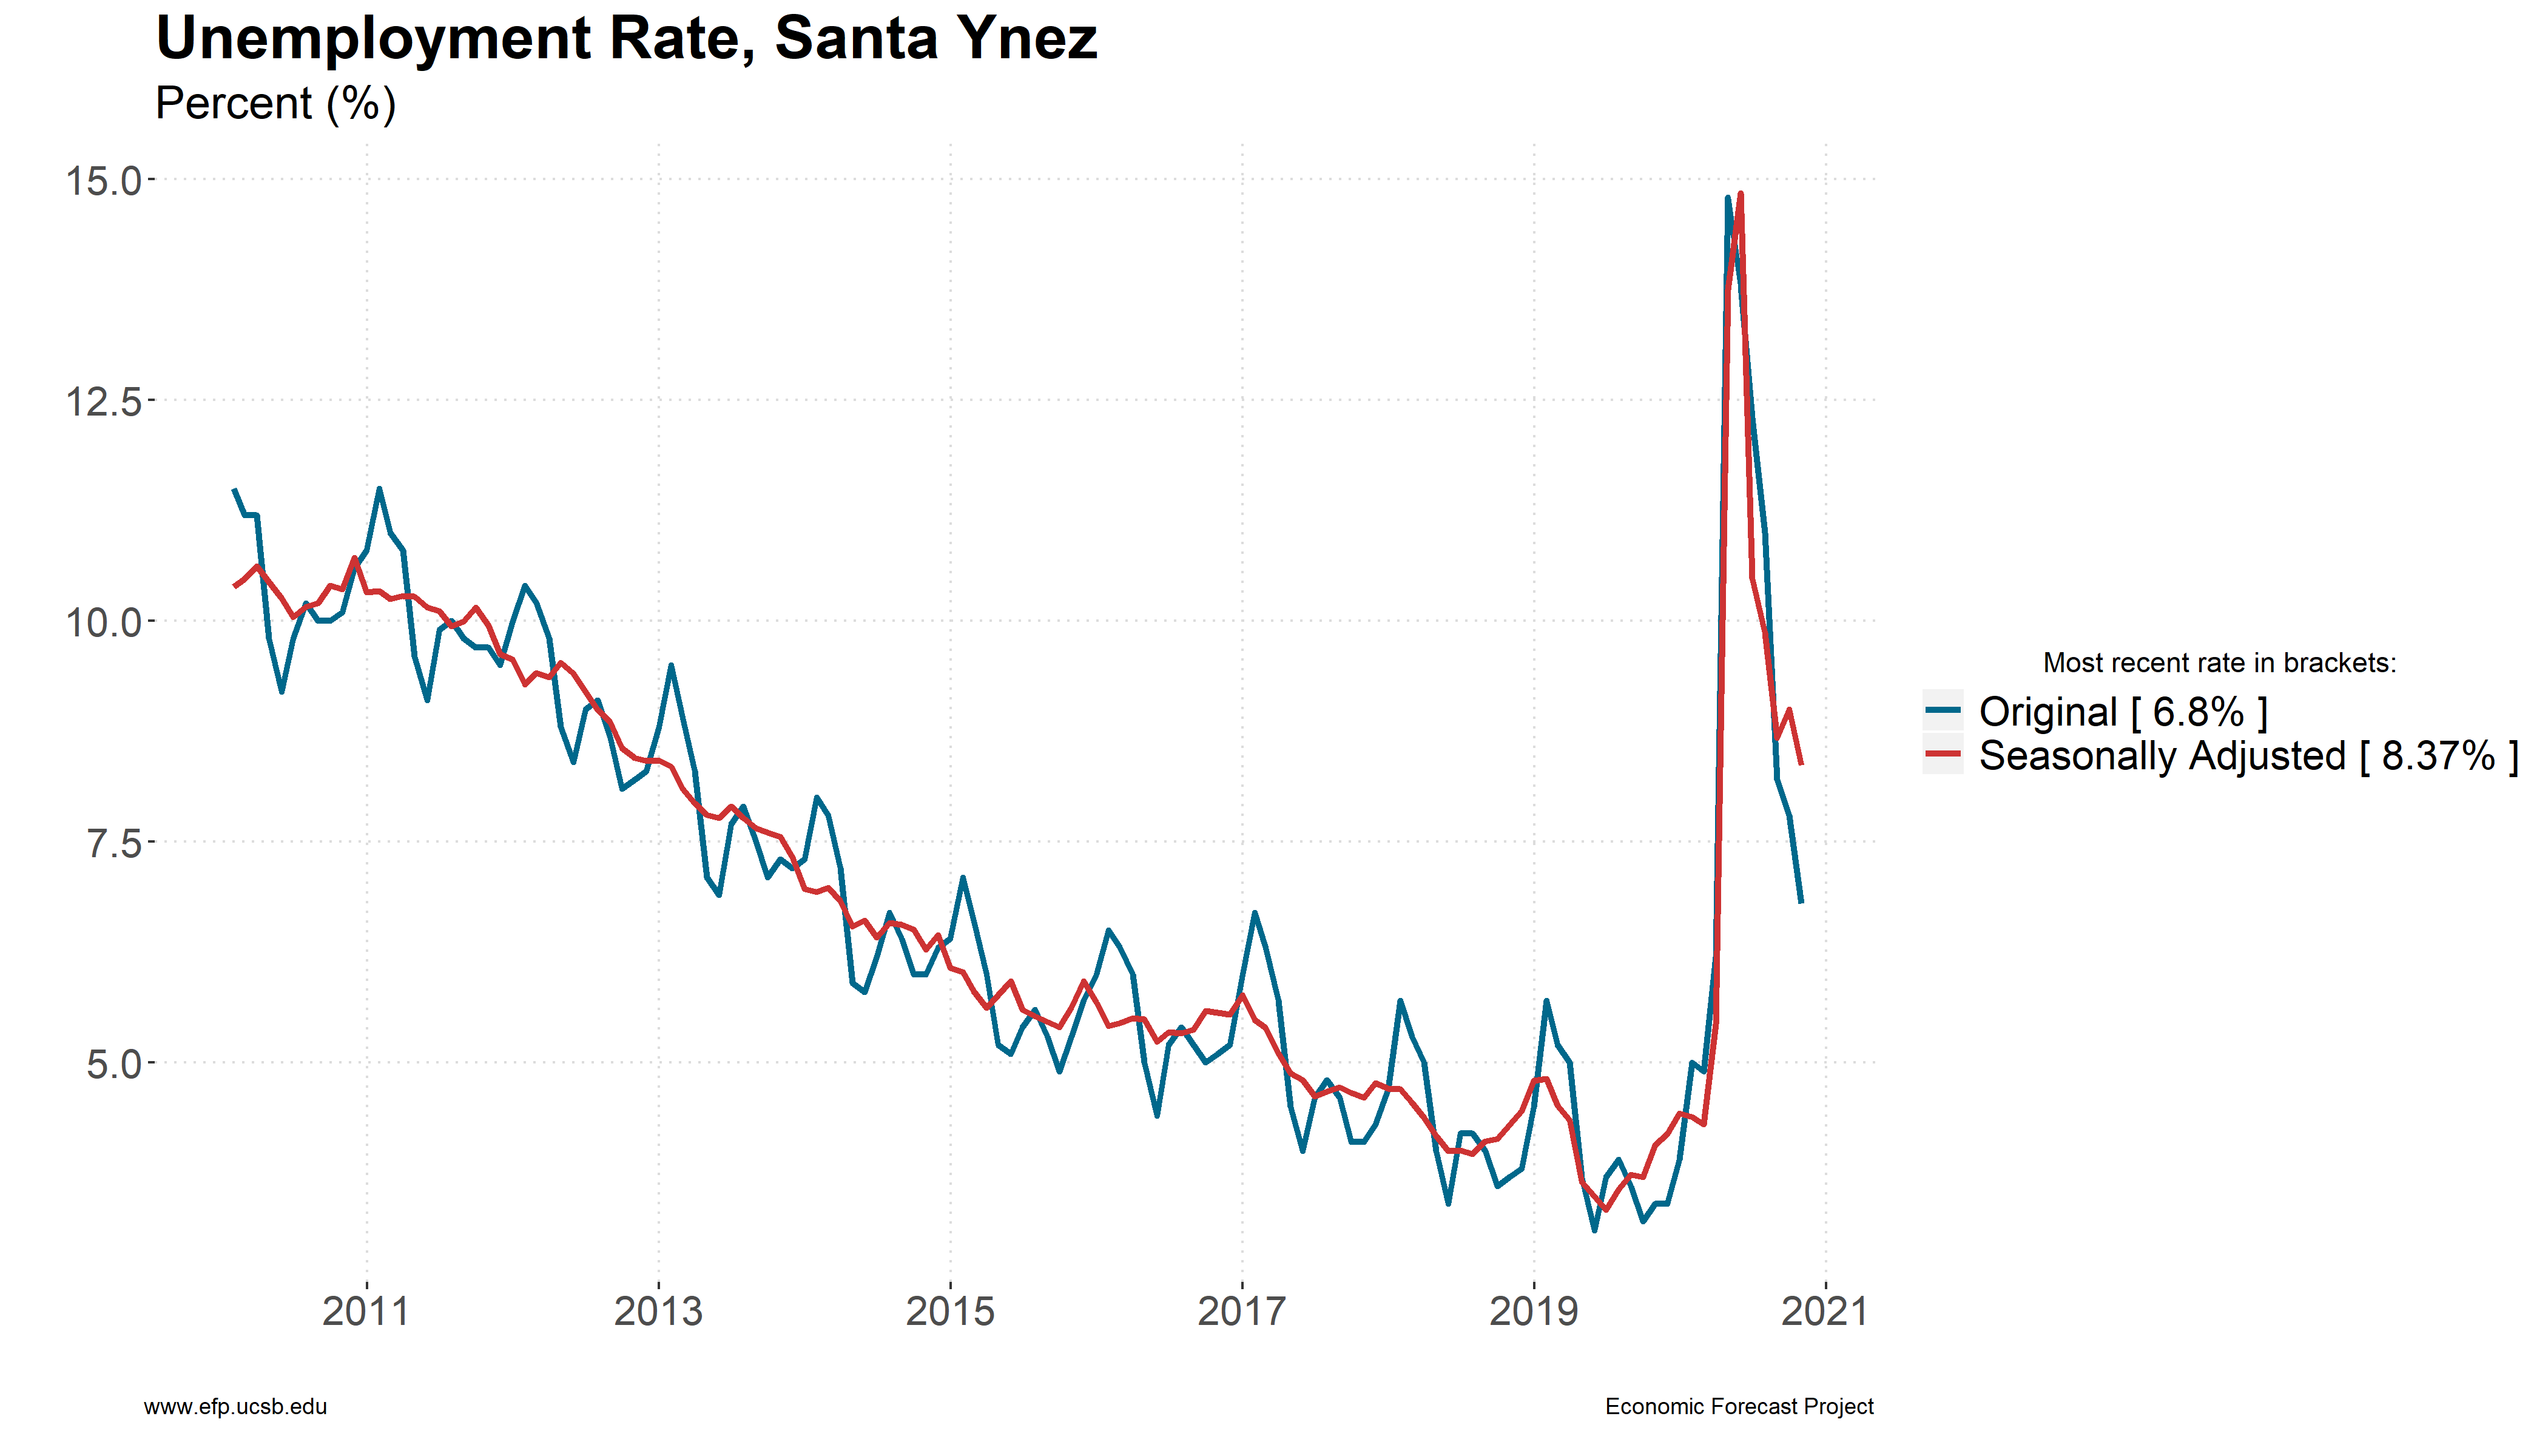 Unemployment Rate, Santa Ynez
Percent (%)
15.0
12.5
10.0
7.5
5.0
2011
2013
2015
2017
2019
2021
Most recent rate in brackets:
Original [ 6.8% ]
Seasonally Adjusted [ 8.37% ]
www.efp.ucsb.edu
Economic Forecast Project